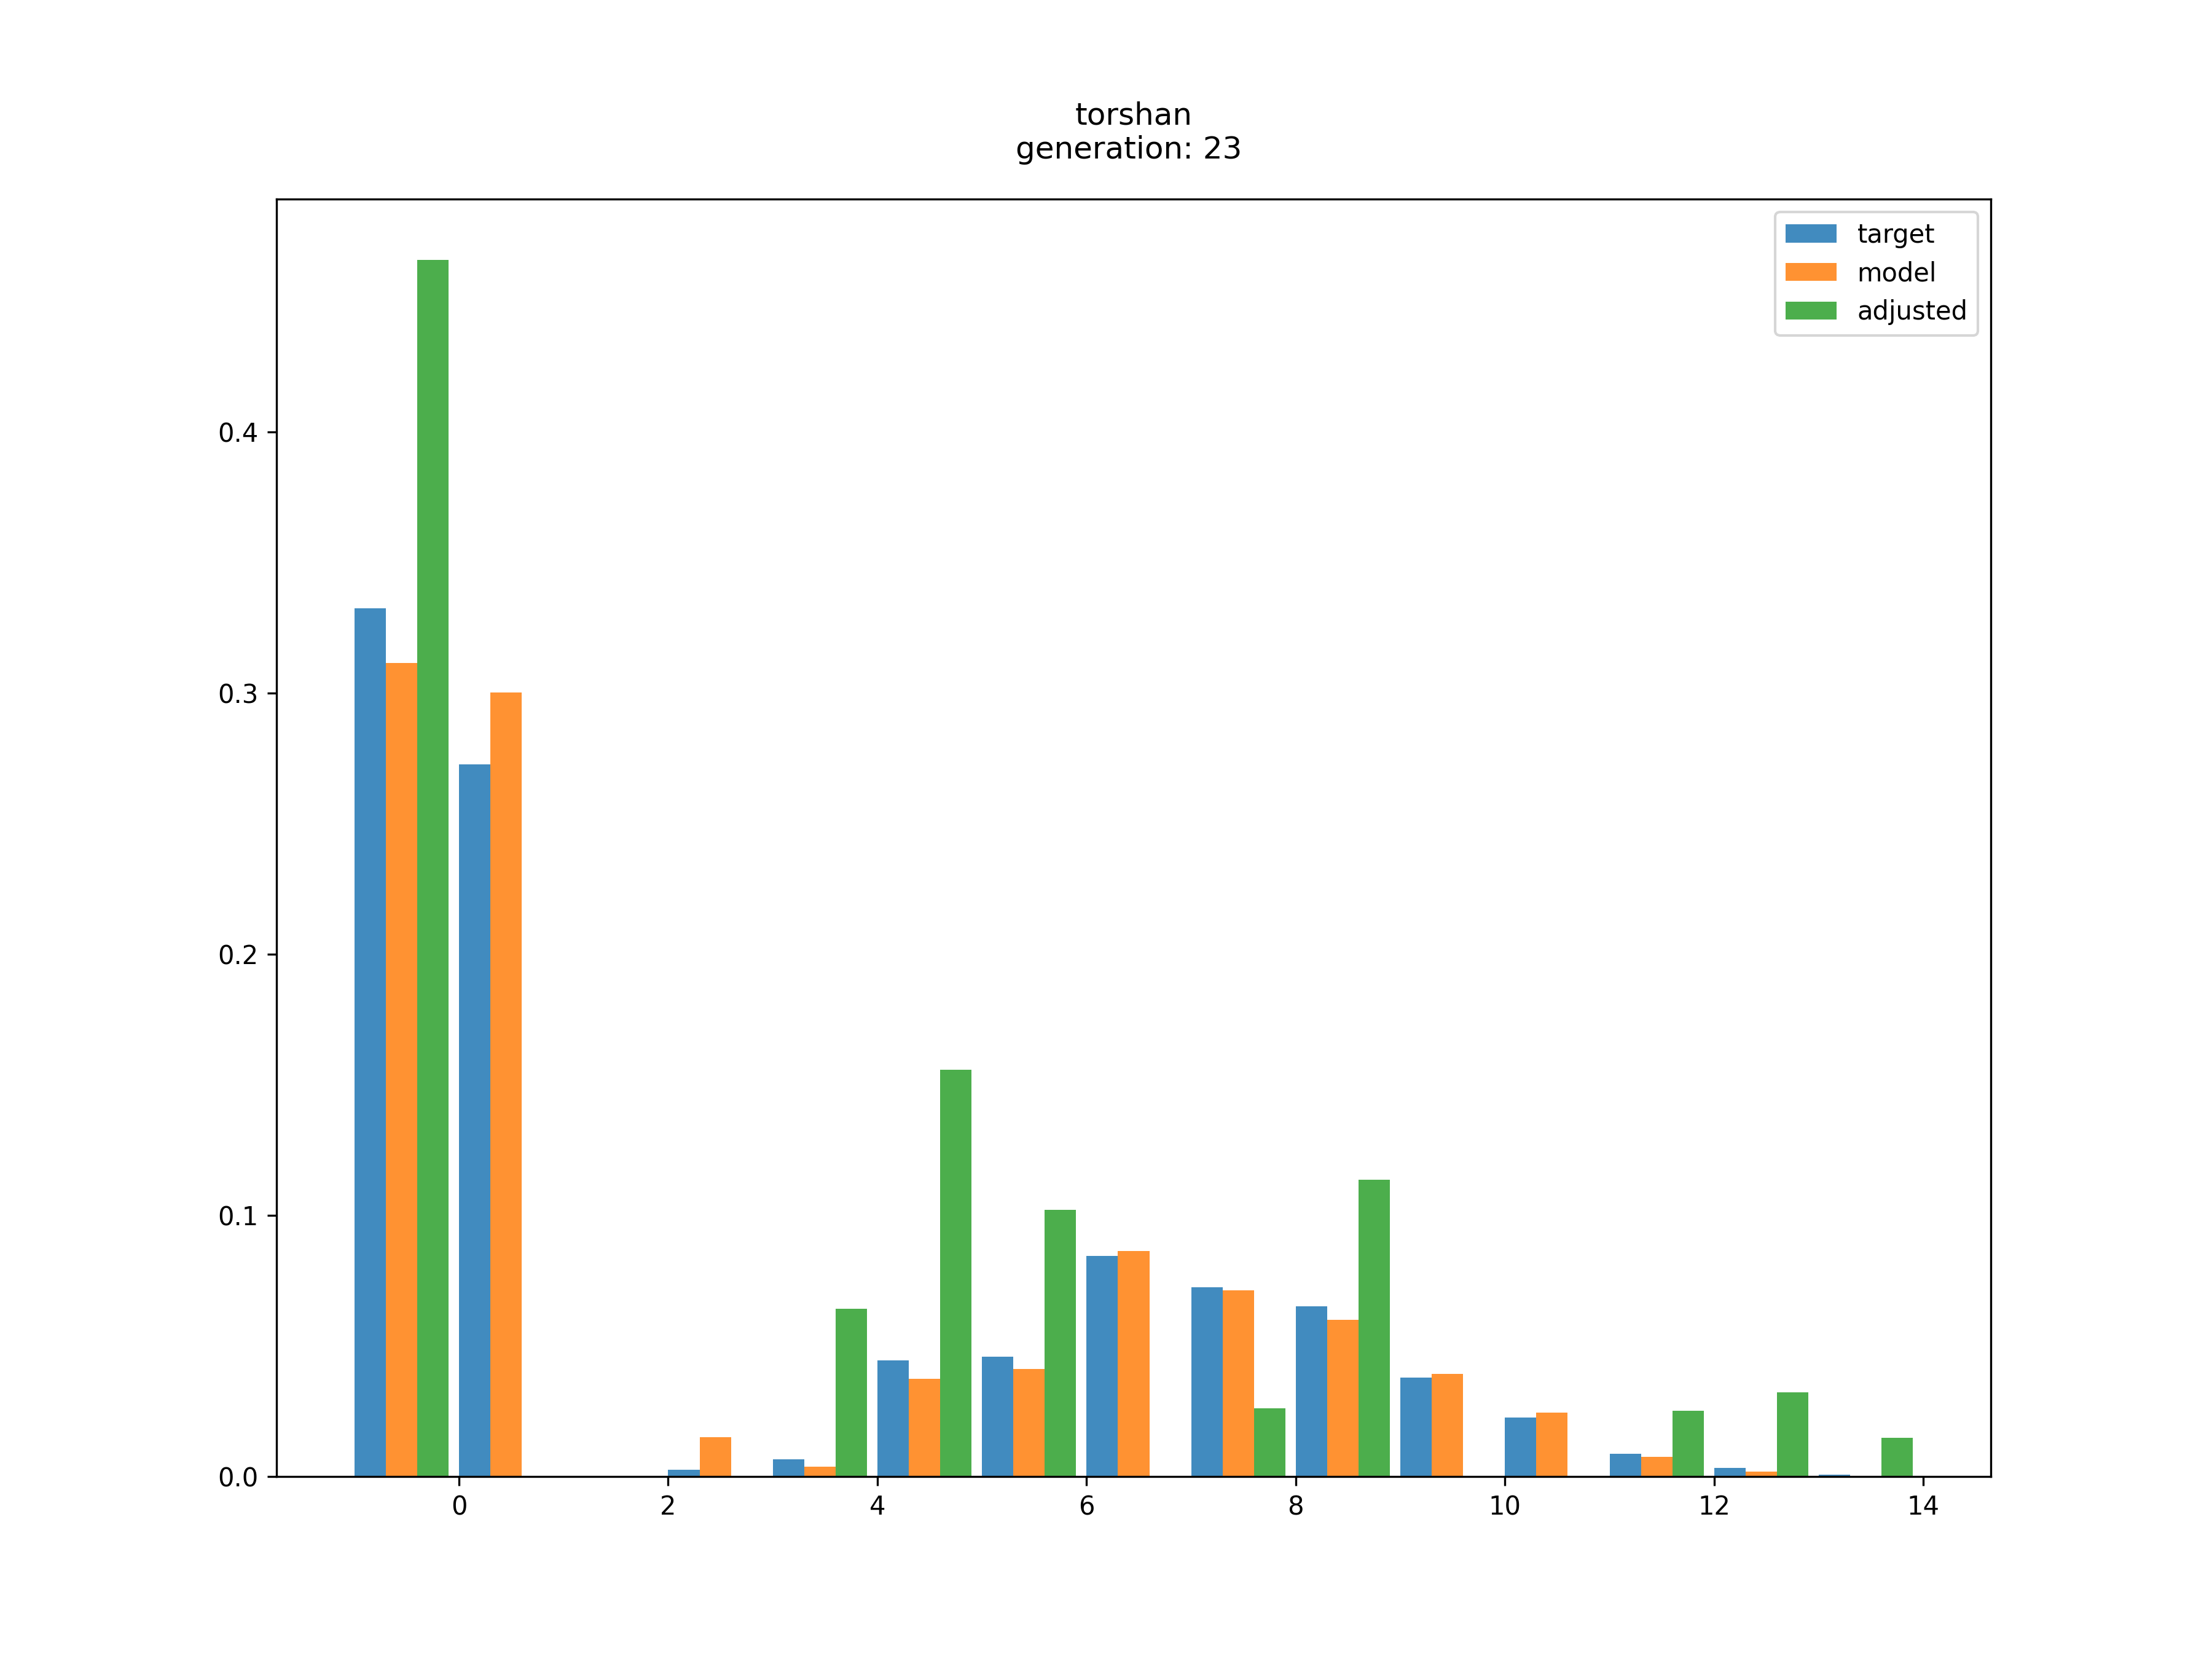 torshan
generation: 23
target
model
adjusted
0.4
0.3
0.2
0.1
0.0
0 2 4 6 8 10 12 14